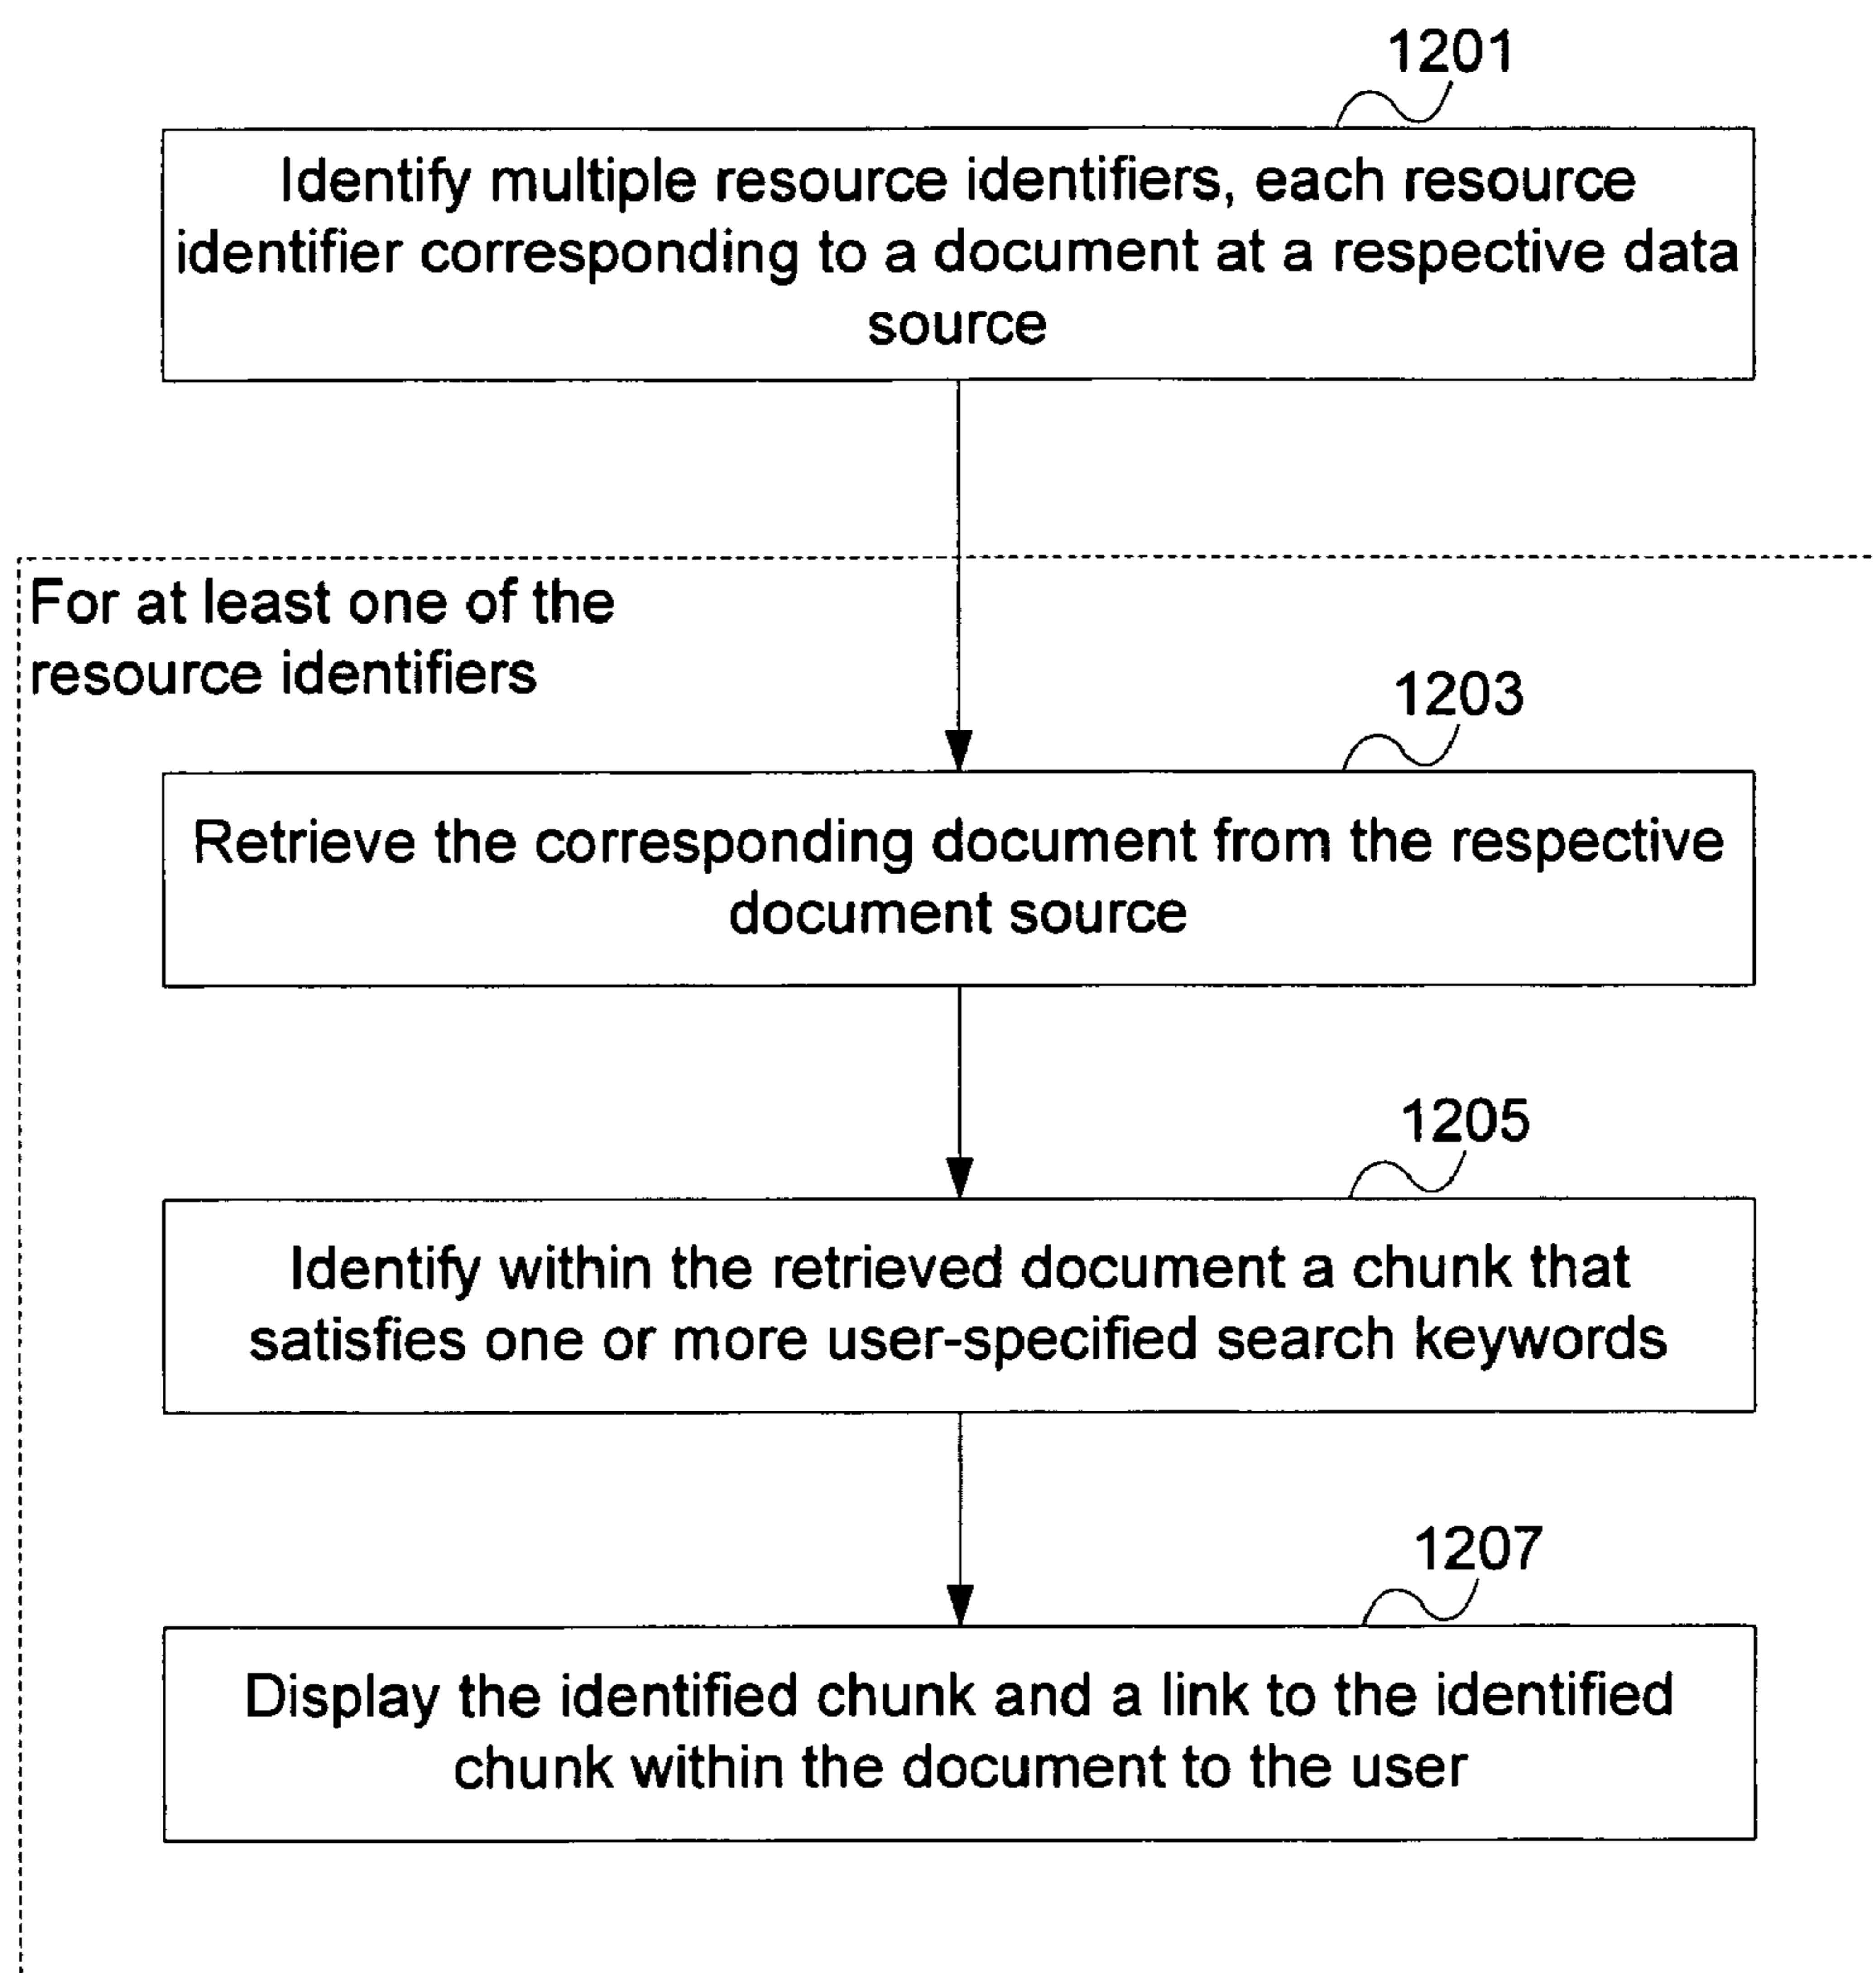 1201
Identify multiple resource identifiers, each resource
identifier corresponding to a document at a respective data
source
For at least one of the
resource identifiers
1203
Retrieve the corresponding document from the respective
document source
1205
Identify within the retrieved document a chunk that
satisfies one or more user-specified search keywords
1207
Display the identified chunk and a link to the identified
chunk within the document to the user